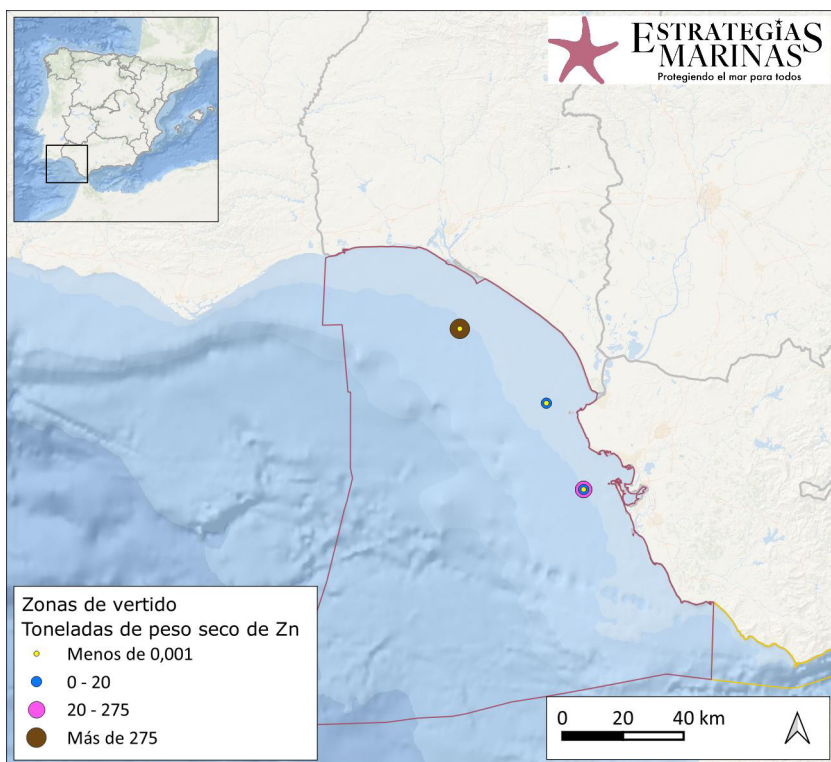 ESTRATEGIAS
MARINAS
Protegiendo el mar para todos
Zonas de vertido
Toneladas de peso seco de Zn
Menos de 0,001
0 - 20
20 - 275
Más de 275
0 20 40 km